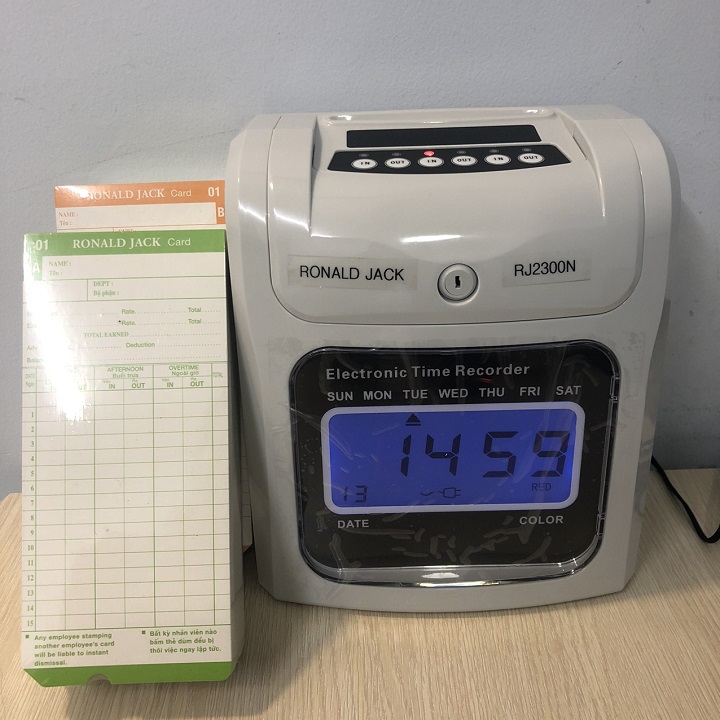 IN OUT IN OUT IN OUT
RONALD JACK
RJ2300N
Electronic Time Recorder
SUN MON TUE WED THU FRI SAT
1459
13
RED
DATE
COLOR
RONALD JACK Card 01
NAME :
Tên :
B
01 RONALD JACK Card
A
NAME :
Tên :
DEPT :
Bộ phận :
Rate. Total
Rate. Total
TOTAL EARNED
Deduction
AFTERNOON
Buổi trưa
OVERTIME
Ngoài giờ
IN OUT IN OUT
1
2
3
4
5
6
7
8
9
10
11
12
13
14
15
Any employee stamping
another employee's card
will be liable to instant
dismissal.
Bất kỳ nhân viên nào
bấm thẻ dùm đều bị
thôi việc ngay lập tức.